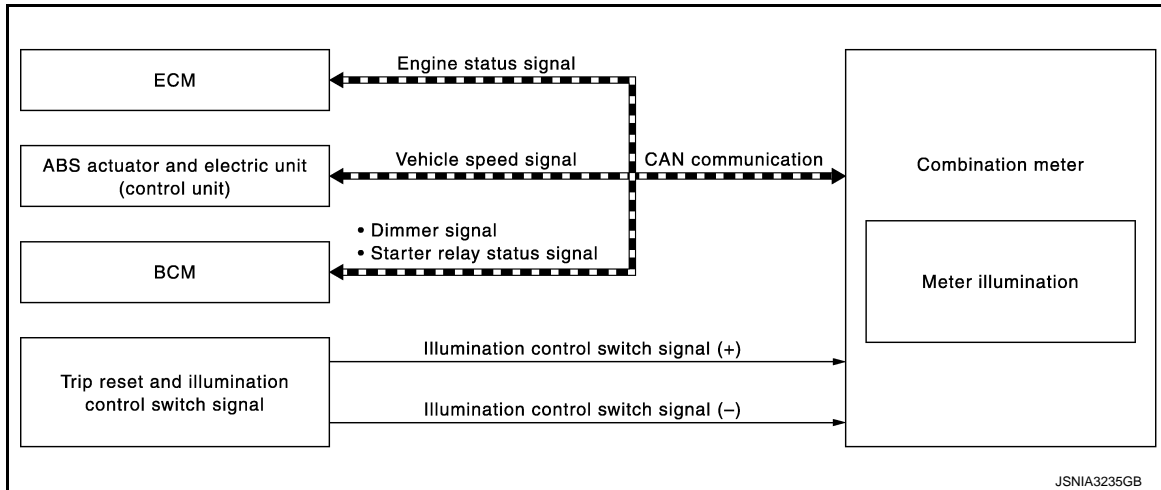 Engine status signal
ECM
ABS actuator and electric unit
(control unit)
Vehicle speed signal
CAN communication
Combination meter
• Dimmer signal
• Starter relay status signal
BCM
Meter illumination
Trip reset and illumination
control switch signal
Illumination control switch signal (+)
Illumination control switch signal (–)
JSNIA3235GB